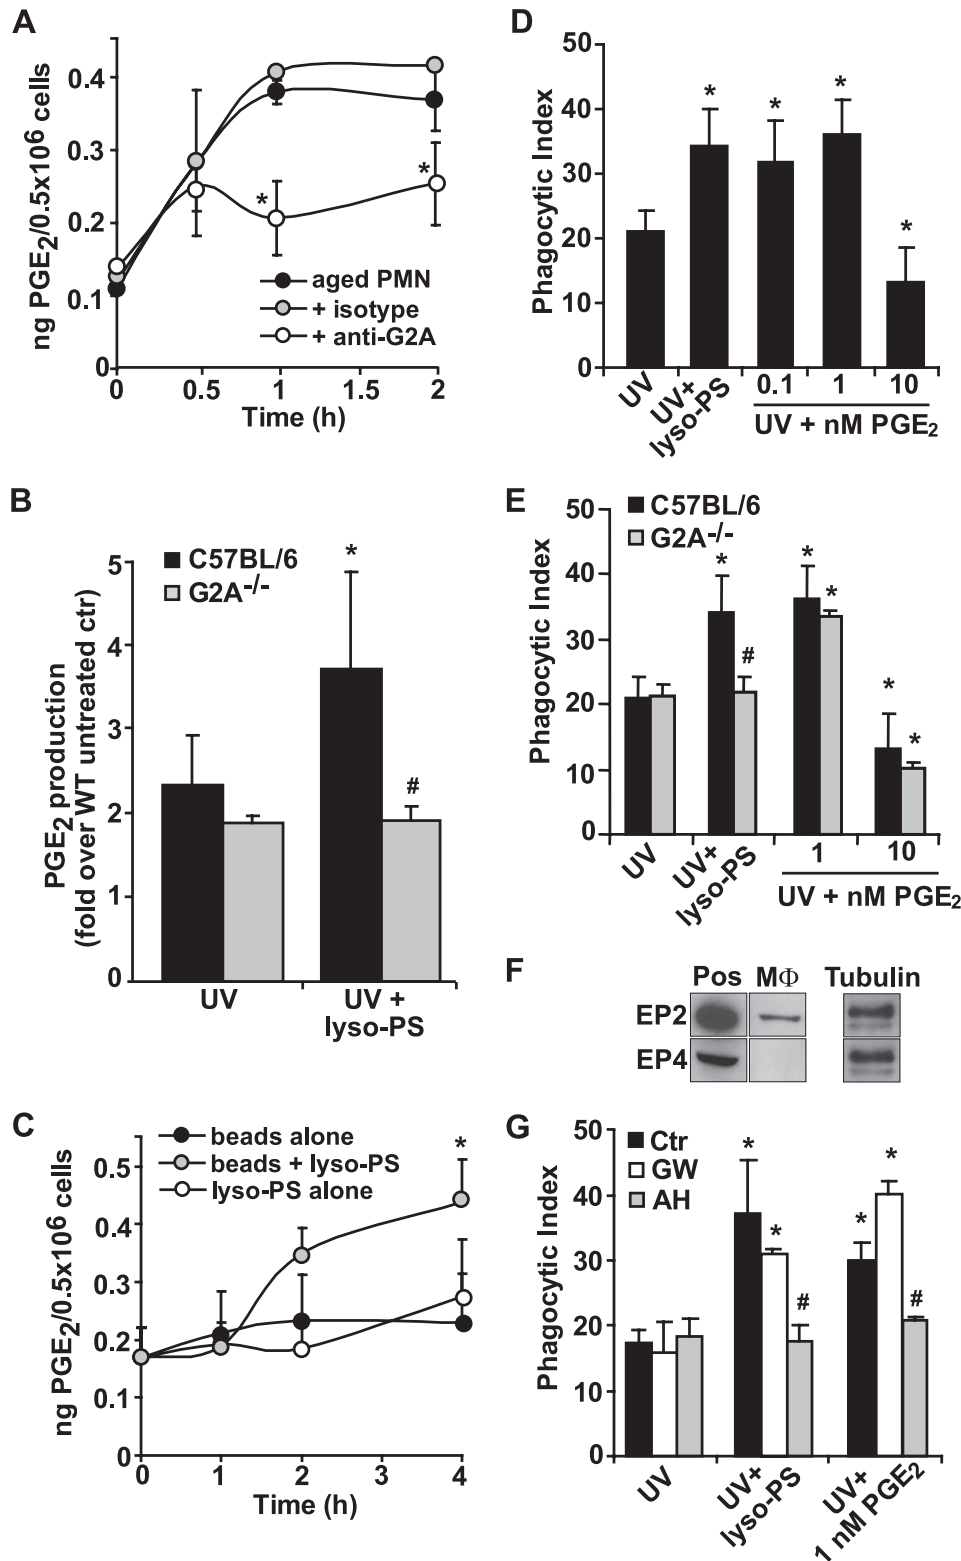 A
ng PGE2/0.5x10^6 cells
0.4
0.3
0.2
0.1
0
0
0.5
1
2
Time (h)
aged PMN
+ isotype
+ anti-G2A
*
*
B
PGE2 production
(fold over WT untreated ctr)
5
4
3
2
1
0
C57BL/6
G2A-/-
*
#
UV
UV +
lyso-PS
C
ng PGE2/0.5x10^6 cells
0.5
0.4
0.3
0.2
0.1
0
0
1
2
3
4
Time (h)
beads alone
beads + lyso-PS
lyso-PS alone
*
D
Phagocytic Index
50
40
30
20
10
0
*
*
*
*
UV
UV+
lyso-PS
0.1
1
10
UV + nM PGE2
E
Phagocytic Index
50
40
30
20
10
0
C57BL/6
G2A-/-
*
#
*
*
*
*
UV
UV+
lyso-PS
1
10
UV + nM PGE2
F
Pos
MΦ
Tubulin
EP2
EP4
G
Phagocytic Index
50
40
30
20
10
0
Ctr
GW
AH
*
*
#
*
*
#
UV
UV+
lyso-PS
UV+
1 nM PGE2